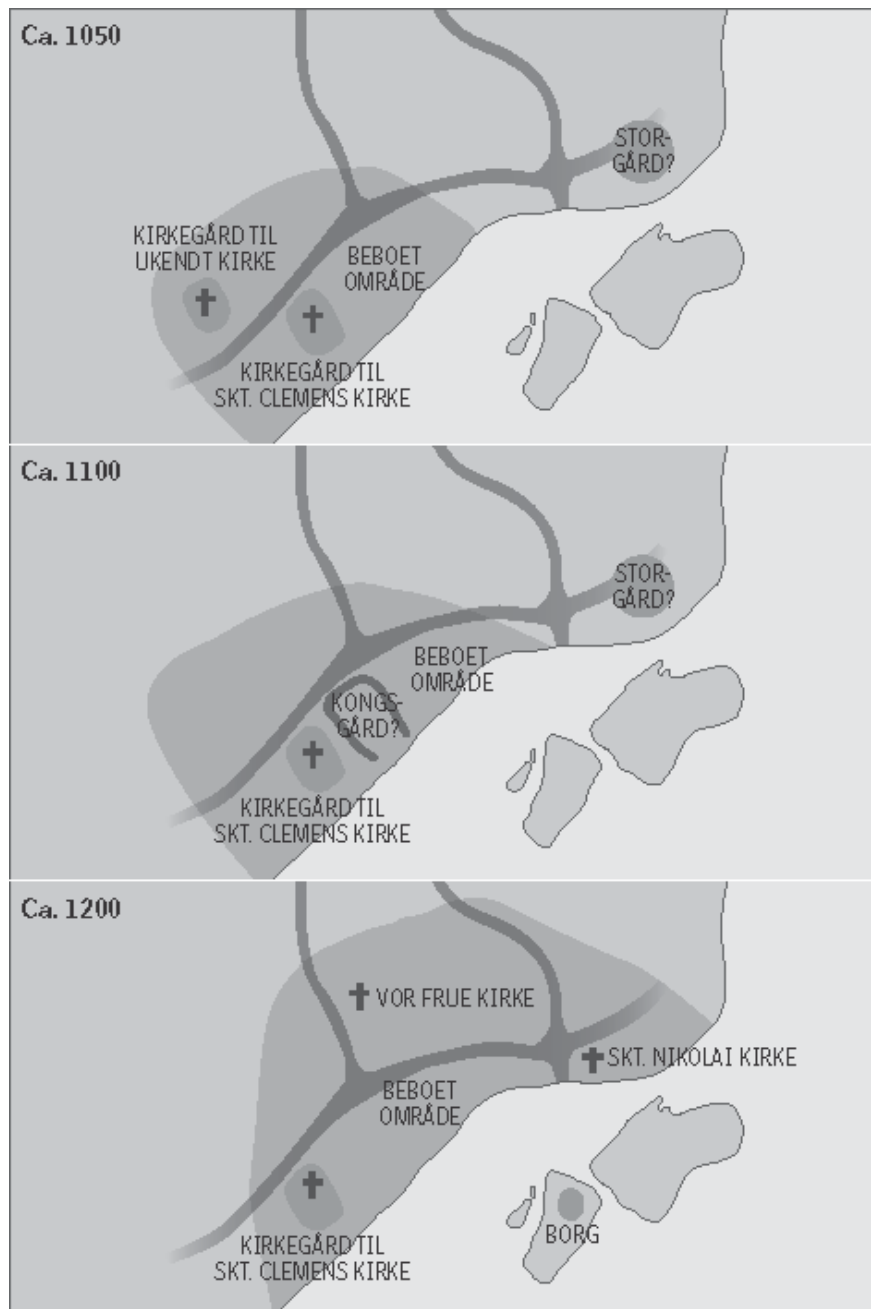 Ca. 1050
STOR-
GÅRD?
KIRKEGÅRD TIL
UKENDT KIRKE
BEBOET
OMRÅDE
KIRKEGÅRD TIL
SKT. CLEMENS KIRKE
Ca. 1100
STOR-
GÅRD?
BEBOET
OMRÅDE
KONGS-
GÅRD?
KIRKEGÅRD TIL
SKT. CLEMENS KIRKE
Ca. 1200
VOR FRUE KIRKE
SKT. NIKOLAI KIRKE
BEBOET
OMRÅDE
BORG
KIRKEGÅRD TIL
SKT. CLEMENS KIRKE